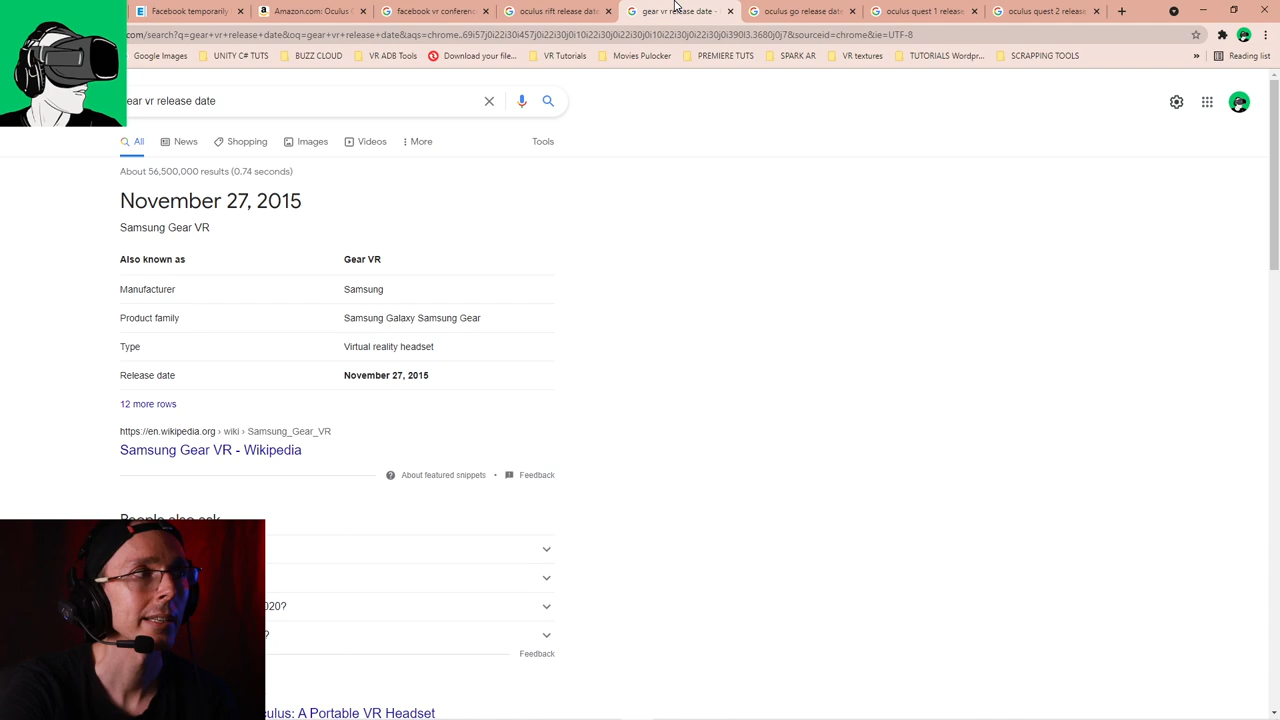 Facebook temporarily
Amazon.com: Oculus G
facebook vr conferenc
oculus rift release date
gear vr release date -
oculus go release date
oculus quest 1 release
oculus quest 2 release
Google Images
UNITY C# TUTS
BUZZ CLOUD
VR ADB Tools
Download your file...
Movies Pulocker
PREMIERE TUTS
SPARK AR
VR textures
TUTORIALS Wordpr...
SCRAPPING TOOLS
»
Reading list
ear vr release date
All
News
Shopping
Images
Videos
More
Tools
About 56,500,000 results (0.74 seconds)
November 27, 2015
Samsung Gear VR
Also known as Gear VR
Manufacturer Samsung
Product family Samsung Galaxy Samsung Gear
Type Virtual reality headset
Release date November 27, 2015
12 more rows
https://en.wikipedia.org › wiki › Samsung_Gear_VR
Samsung Gear VR - Wikipedia
About featured snippets • Feedback
People also ask
020?
?
Feedback
culus: A Portable VR Headset